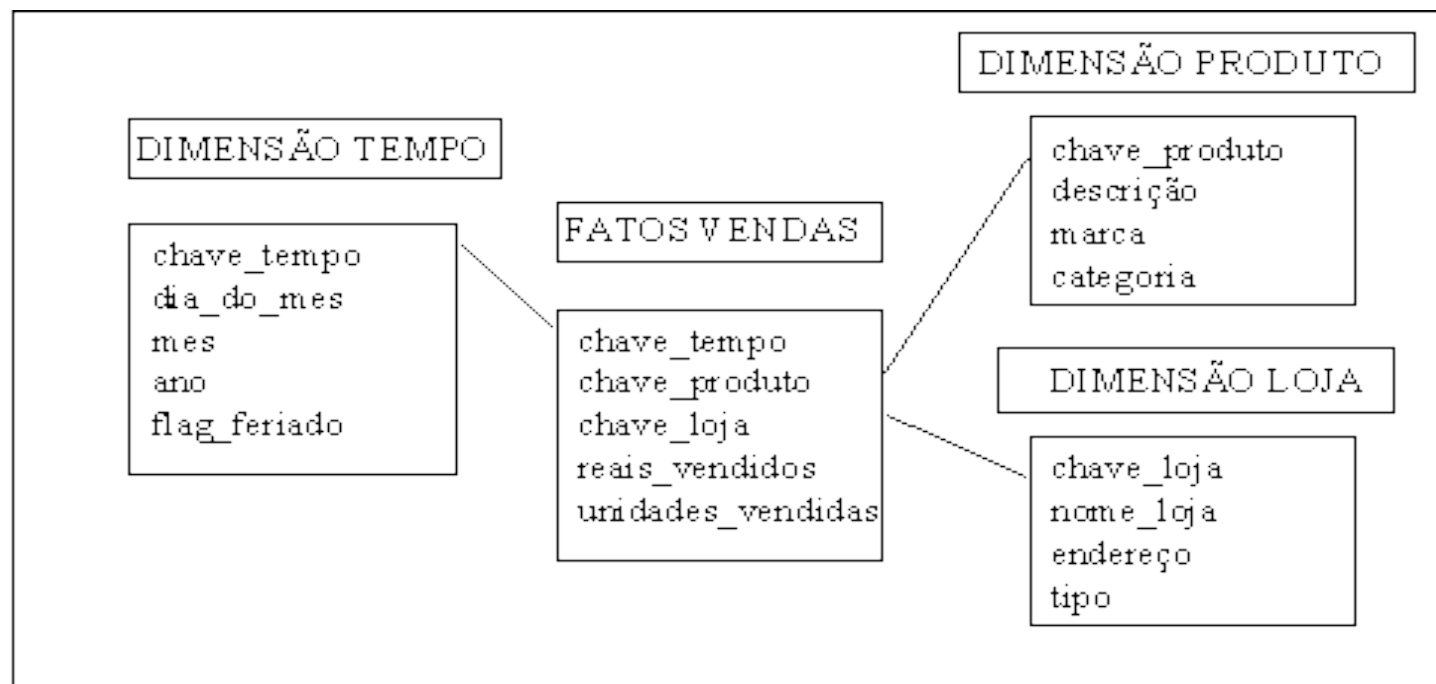 DIMENSÃO TEMPO
chave_tempo
dia_do_mes
mes
ano
flag_feriado
FATOS VENDAS
chave_tempo
chave_produto
chave_loja
reais_vendidos
unidades_vendidas
DIMENSÃO PRODUTO
chave_produto
descrição
marca
categoria
DIMENSÃO LOJA
chave_loja
nome_loja
endereço
tipo